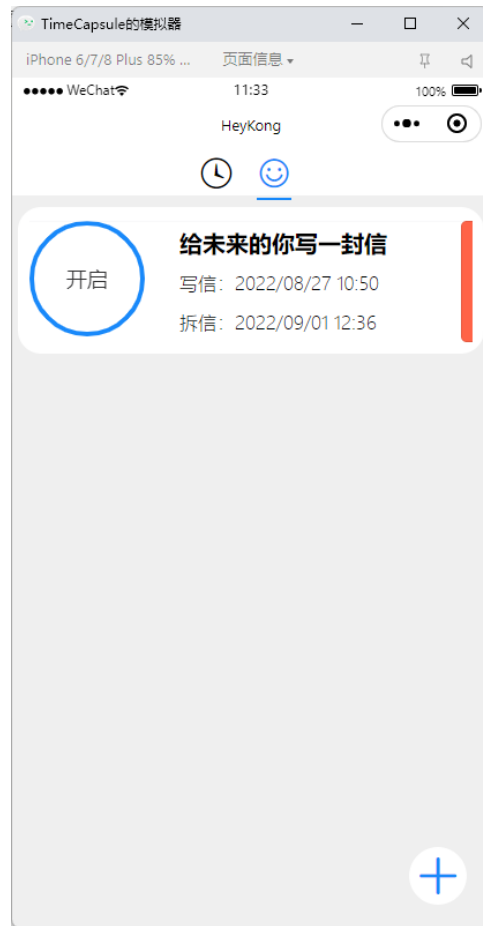 TimeCapsule的模拟器
iPhone 6/7/8 Plus 85% ... 页面信息
WeChat 11:33 100%
HeyKong
给未来的你写一封信
开启
写信：2022/08/27 10:50
拆信：2022/09/01 12:36